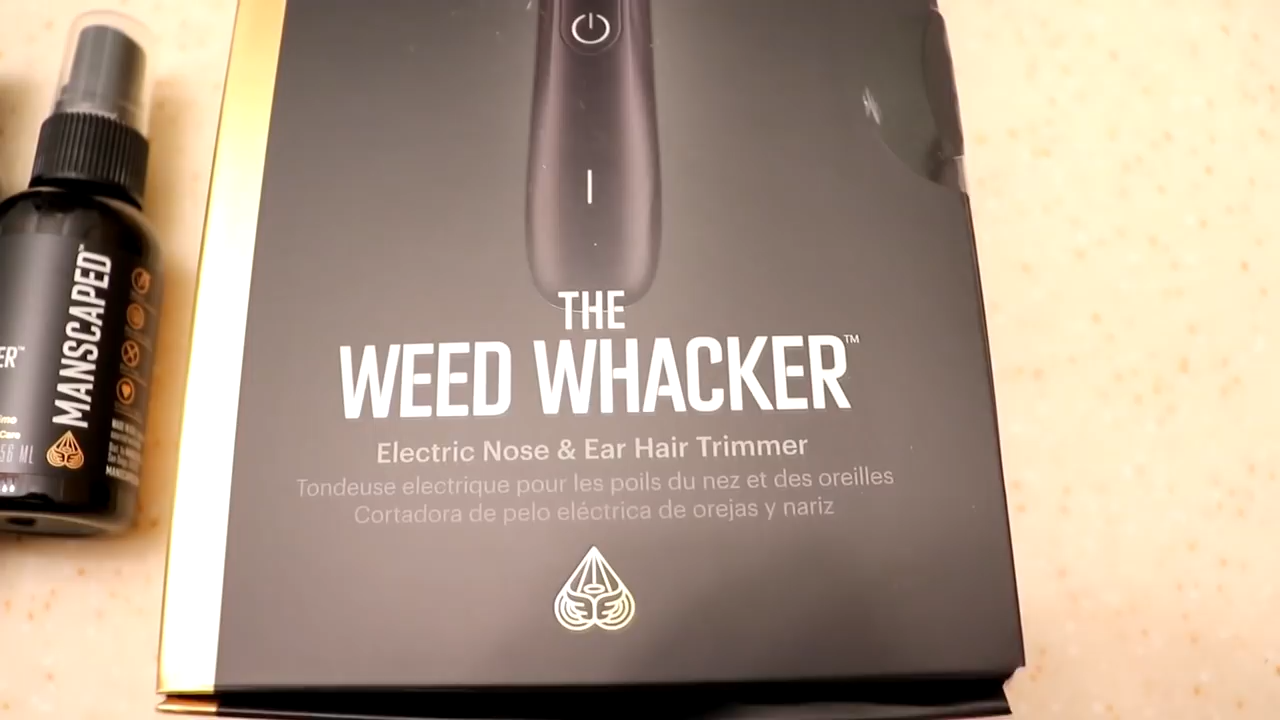 MANSCAPED™
ER™
56 ML
THE
WEED WHACKER™
Electric Nose & Ear Hair Trimmer
Tondeuse electrique pour les poils du nez et des oreilles
Cortadora de pelo eléctrica de orejas y nariz